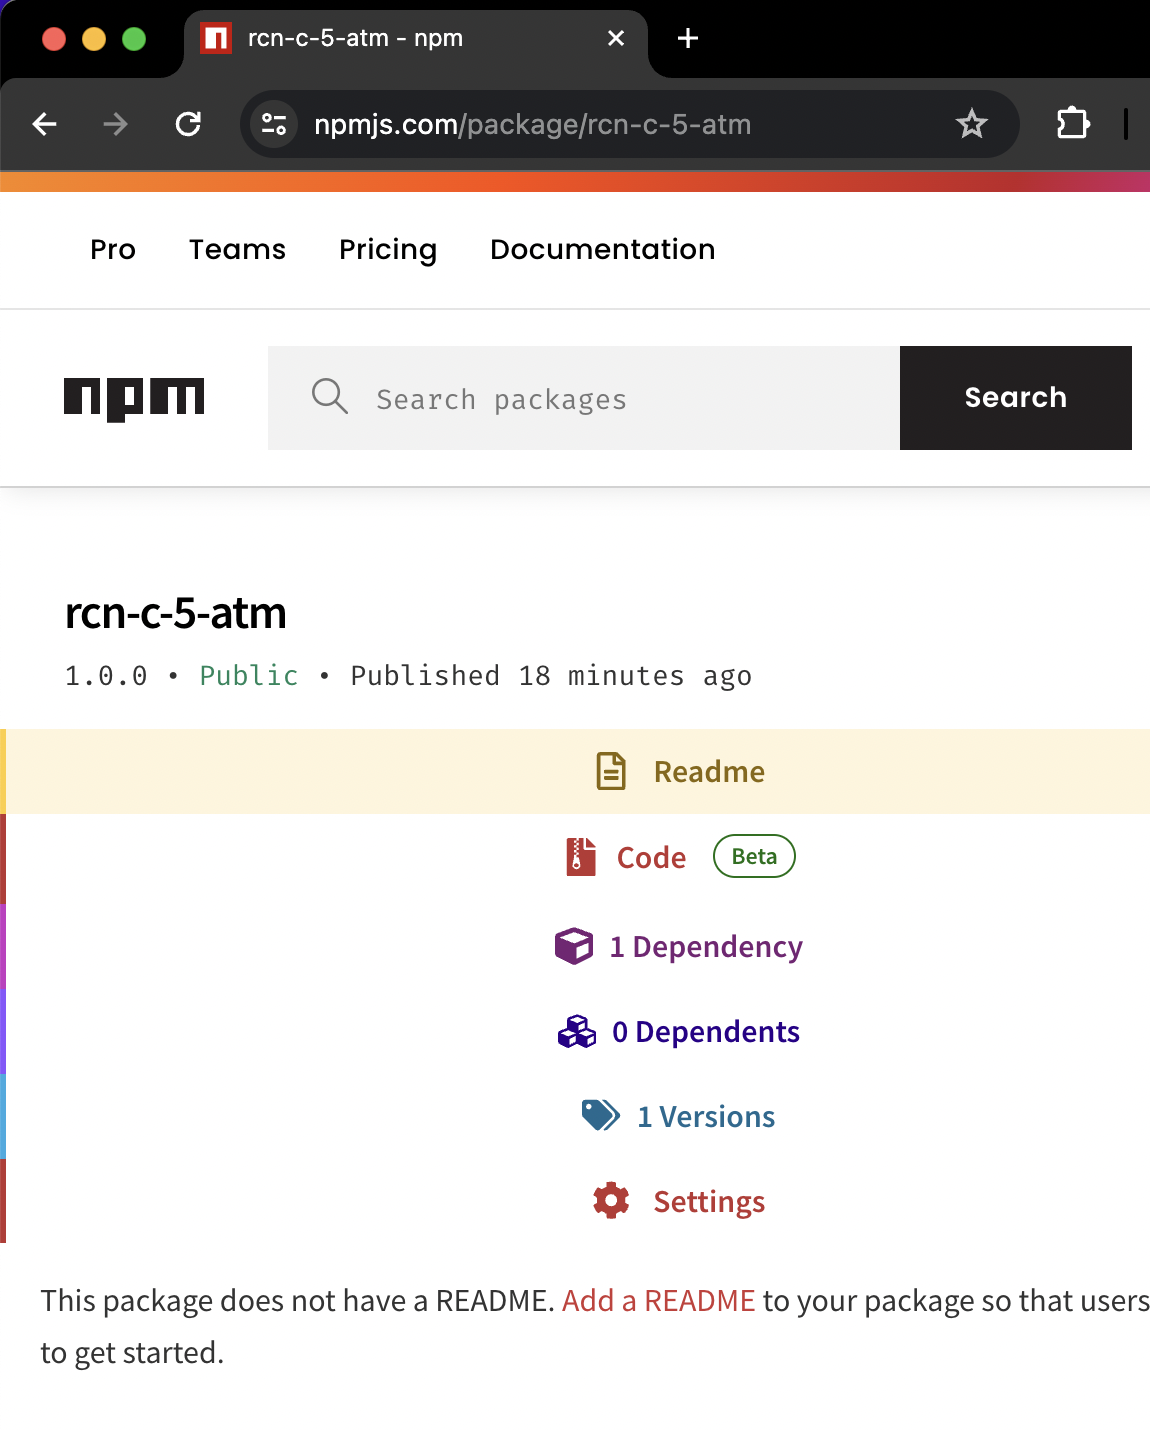 rcn-c-5-atm - npm
npmjs.com/package/rcn-c-5-atm
Pro Teams Pricing Documentation
npm Search packages Search
rcn-c-5-atm
1.0.0 • Public • Published 18 minutes ago
Readme
Code Beta
1 Dependency
0 Dependents
1 Versions
Settings
This package does not have a README. Add a README to your package so that users
to get started.